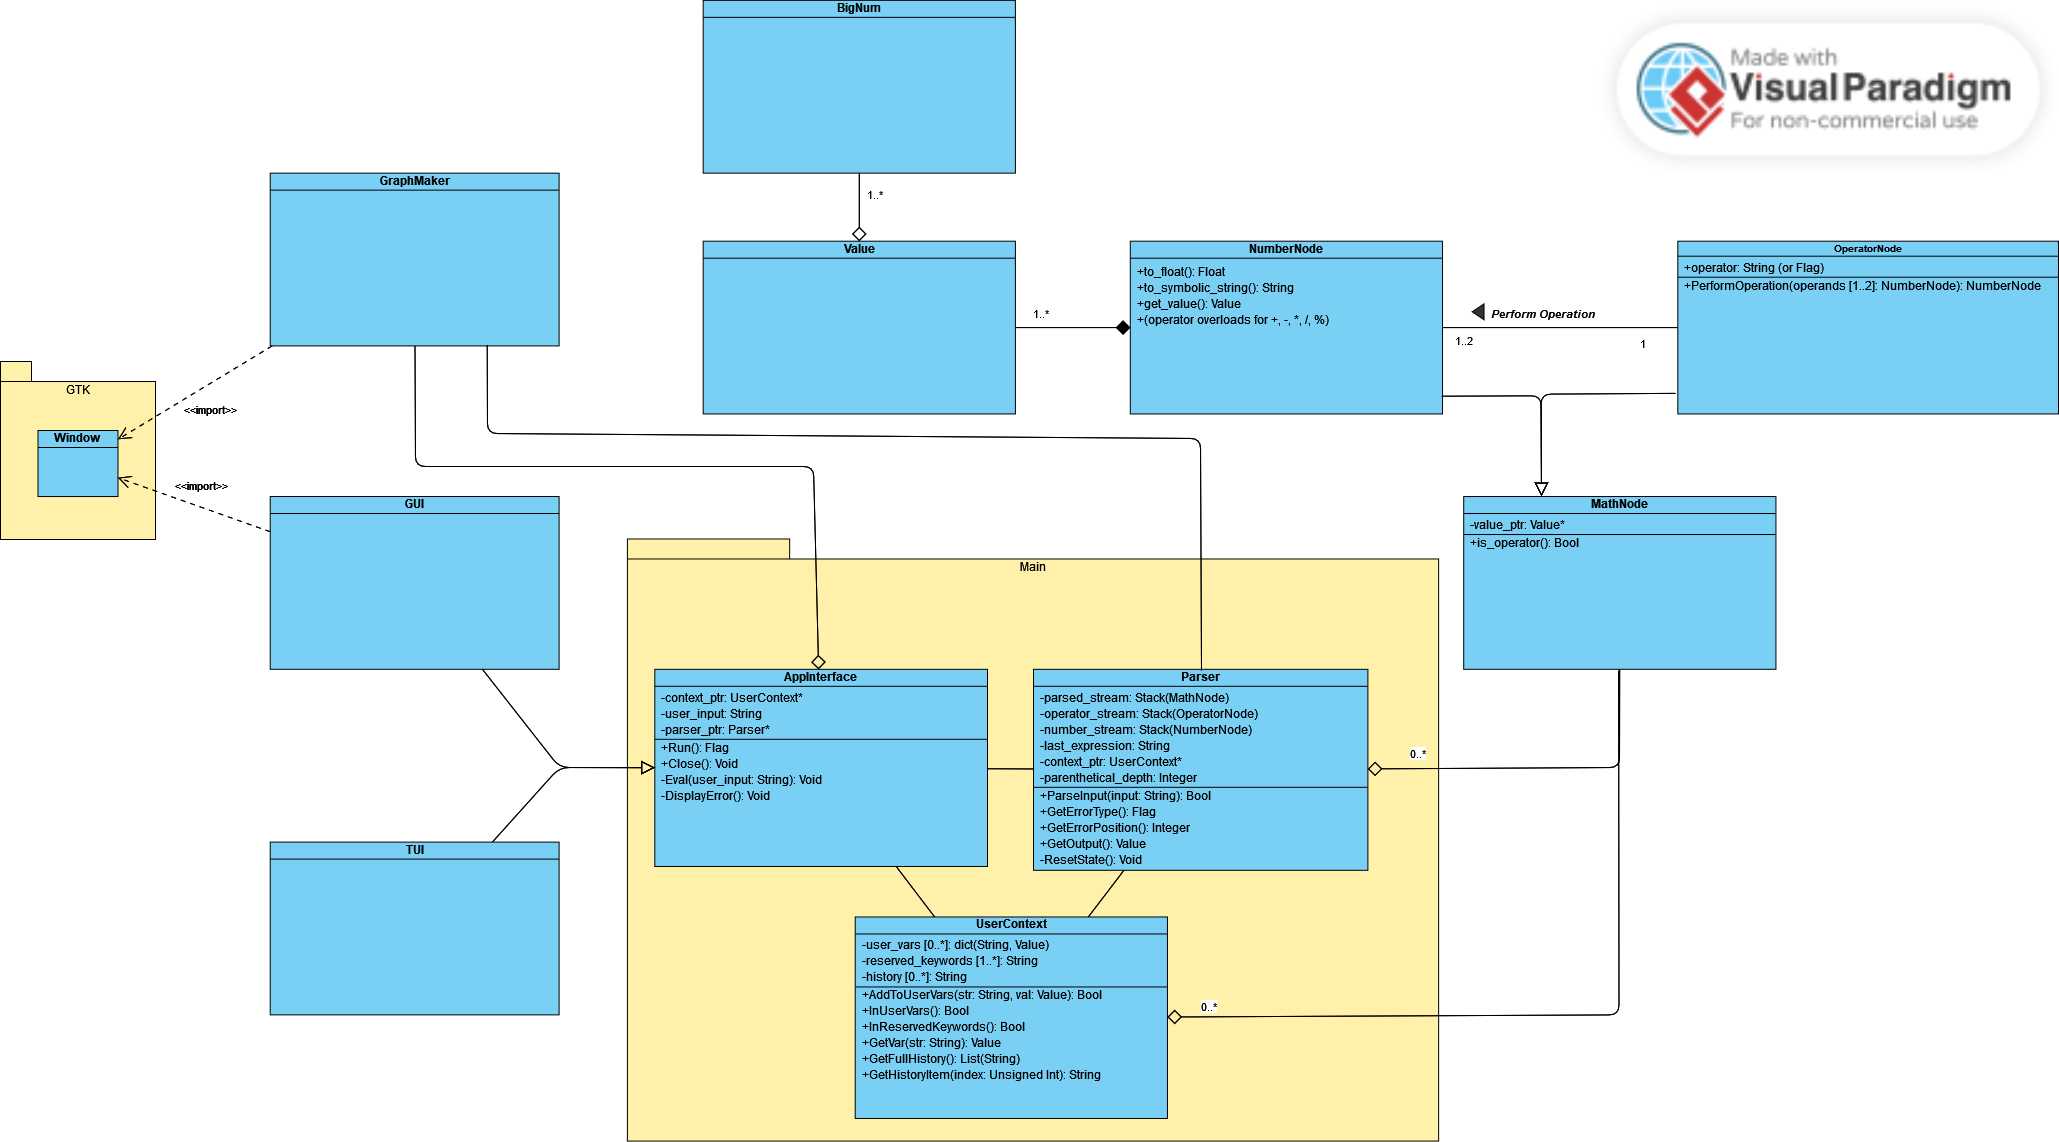 BigNum
Made with
Visual Paradigm
For non-commercial use
GraphMaker
1..*
Value
NumberNode
+to_float(): Float
+to_symbolic_string(): String
+get_value(): Value
+(operator overloads for +, -, *, /, %)
OperatorNode
+operator: String (or Flag)
+PerformOperation(operands [1..2]: NumberNode): NumberNode
1..*
Perform Operation
1..2
1
GTK
Window
<<import>>
<<import>>
GUI
MathNode
-value_ptr: Value*
+is_operator(): Bool
Main
AppInterface
-context_ptr: UserContext*
-user_input: String
-parser_ptr: Parser*
+Run(): Flag
+Close(): Void
-Eval(user_input: String): Void
-DisplayError(): Void
Parser
-parsed_stream: Stack(MathNode)
-operator_stream: Stack(OperatorNode)
-number_stream: Stack(NumberNode)
-last_expression: String
-context_ptr: UserContext*
-parenthetical_depth: Integer
+ParseInput(input: String): Bool
+GetErrorType(): Flag
+GetErrorPosition(): Integer
+GetOutput(): Value
-ResetState(): Void
0..*
TUI
UserContext
-user_vars [0..*]: dict(String, Value)
-reserved_keywords [1..*]: String
-history [0..*]: String
+AddToUserVars(str: String, val: Value): Bool
+InUserVars(): Bool
+InReservedKeywords(): Bool
+GetVar(str: String): Value
+GetFullHistory(): List(String)
+GetHistoryItem(index: Unsigned Int): String
0..*